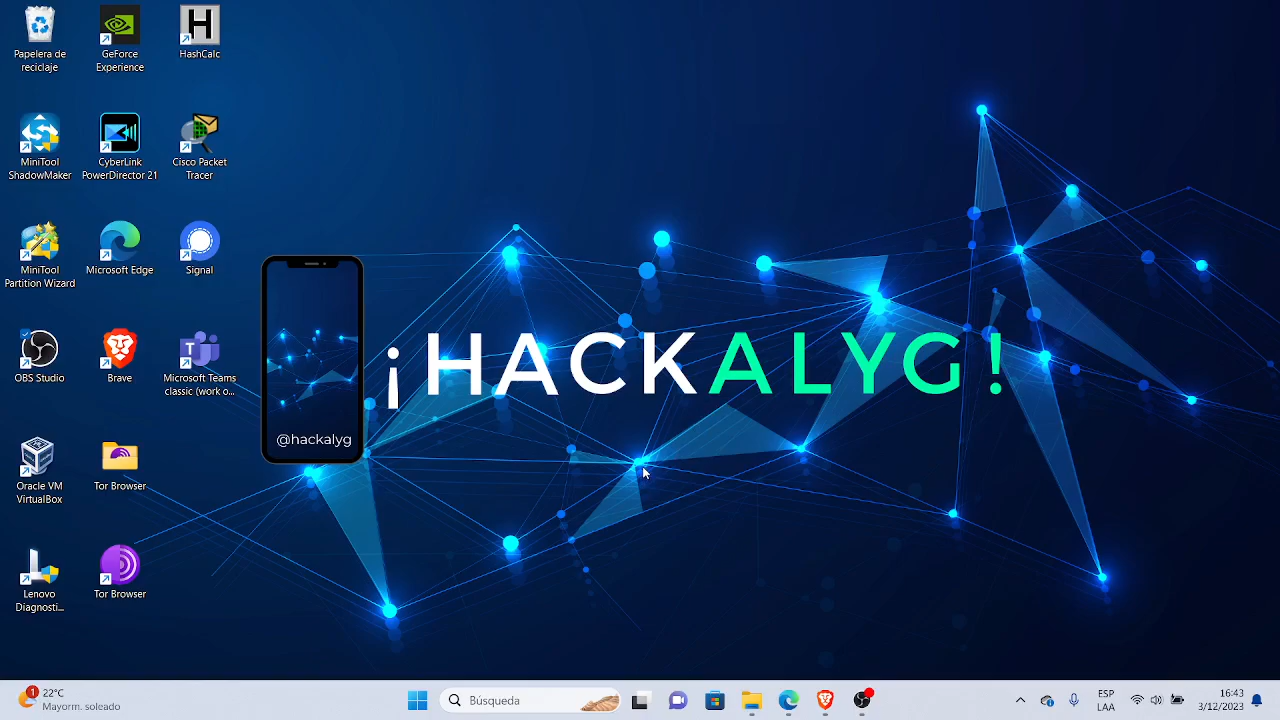 Papelera de
reciclaje
GeForce
Experience
H
HashCalc
MiniTool
ShadowMaker
CyberLink
PowerDirector 21
Cisco Packet
Tracer
MiniTool
Partition Wizard
Microsoft Edge
Signal
OBS Studio
Brave
Microsoft Teams
classic (work o...
Oracle VM
VirtualBox
Tor Browser
Lenovo
Diagnosti...
Tor Browser
¡HACKALYG!
@hackalyg
1
22°C
Mayorm. soleado
Búsqueda
ESP
LAA
16:43
3/12/2023